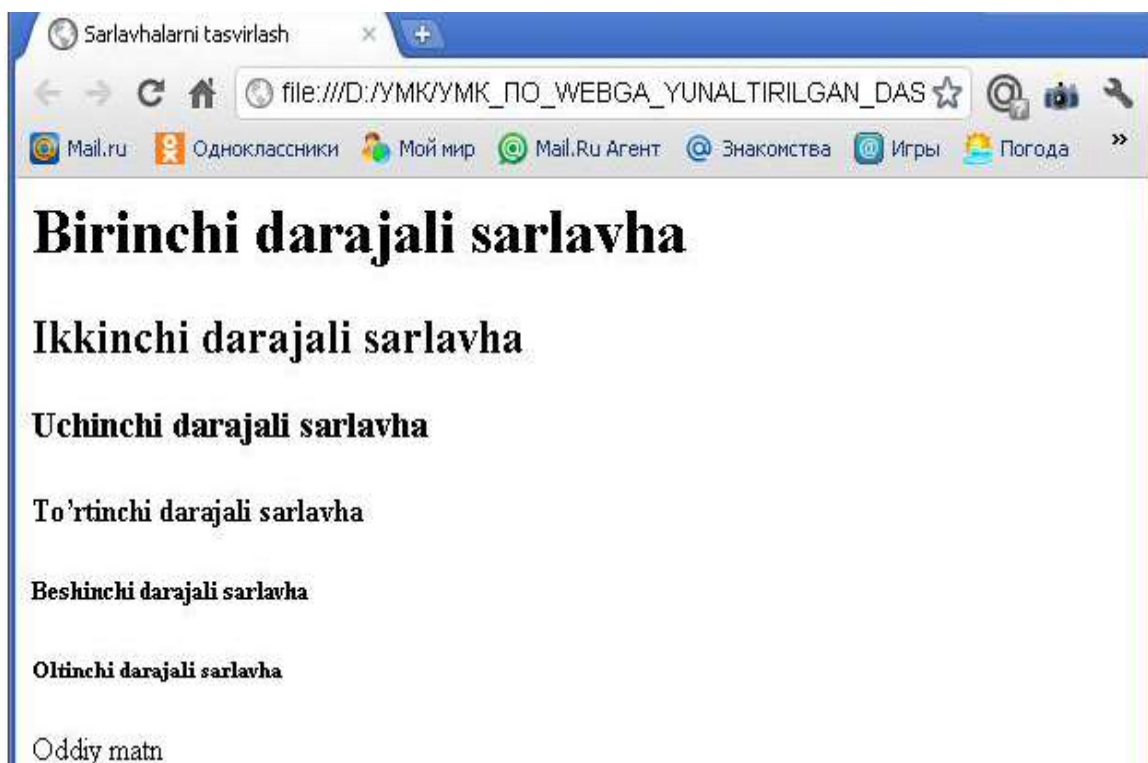 Sarlavhalarni tasvirlash
file:///D:/УМК/УМК_ПО_WEBGA_YUNALTIRILGAN_DAS
Mail.ru Одноклассники Мой мир Mail.Ru Агент Знакомства Игры Погода »
Birinchi darajali sarlavha
Ikkinchi darajali sarlavha
Uchinchi darajali sarlavha
To’rtinchi darajali sarlavha
Beshinchi darajali sarlavha
Oltinchi darajali sarlavha
Oddiy matn